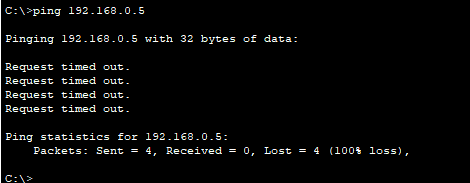 C:\>ping 192.168.0.5
Pinging 192.168.0.5 with 32 bytes of data:
Request timed out.
Request timed out.
Request timed out.
Request timed out.
Ping statistics for 192.168.0.5:
    Packets: Sent = 4, Received = 0, Lost = 4 (100% loss),
C:\>